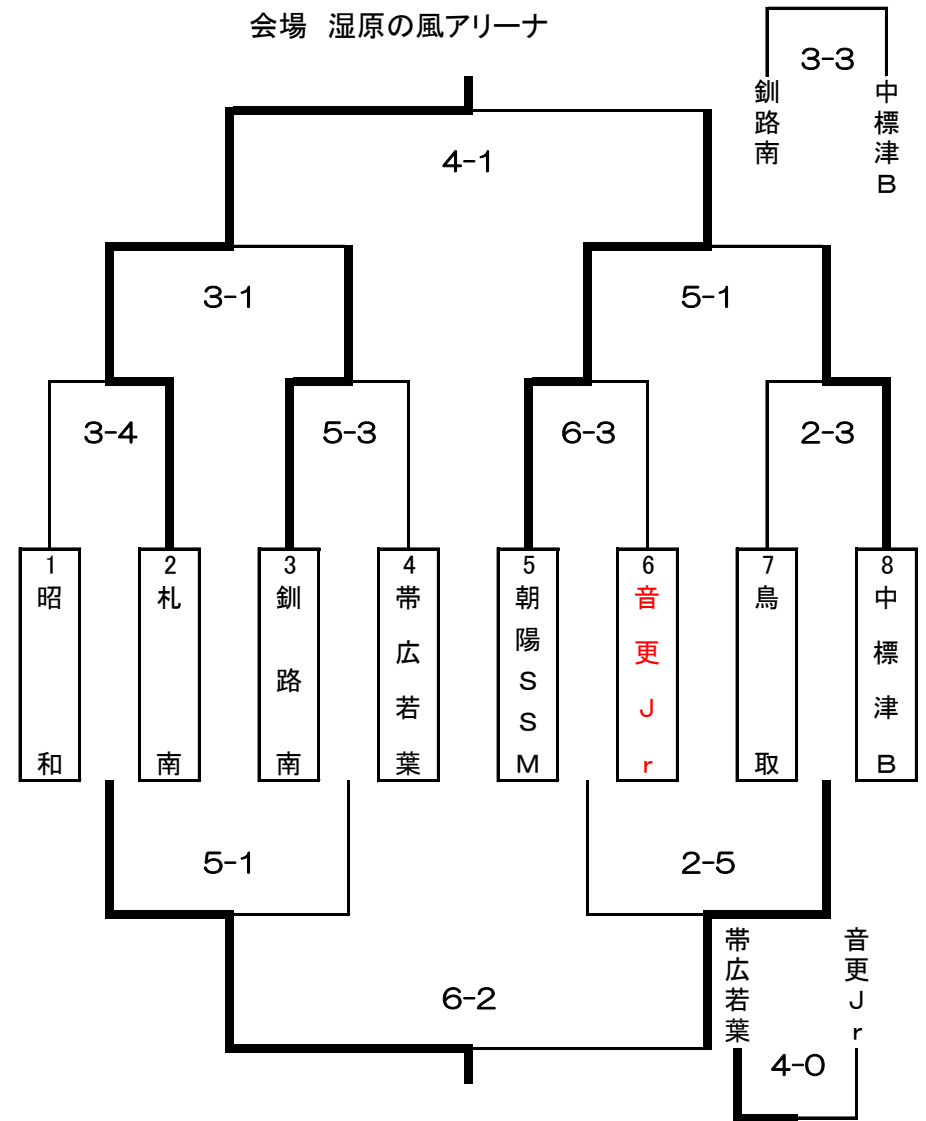 会場 湿原の風アリーナ
3-3
釧路南
中標津B
4-1
3-1
5-1
3-4
5-3
6-3
2-3
1
昭和
2
札南
3
釧路南
4
帯広若葉
5
朝陽SSM
6
音更Jr
7
鳥取
8
中標津B
5-1
2-5
6-2
帯広若葉
音更Jr
4-0